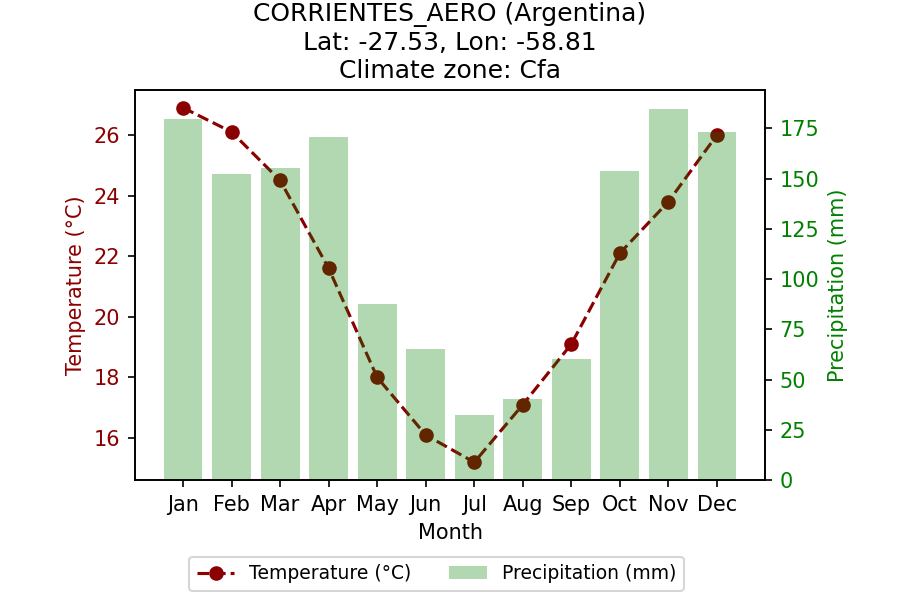 CORRIENTES_AERO (Argentina)
Lat: -27.53, Lon: -58.81
Climate zone: Cfa
Temperature (°C)
26
24
22
20
18
16
175
150
125
100
75
50
25
0
Precipitation (mm)
Jan Feb Mar Apr May Jun Jul Aug Sep Oct Nov Dec
Month
Temperature (°C) Precipitation (mm)